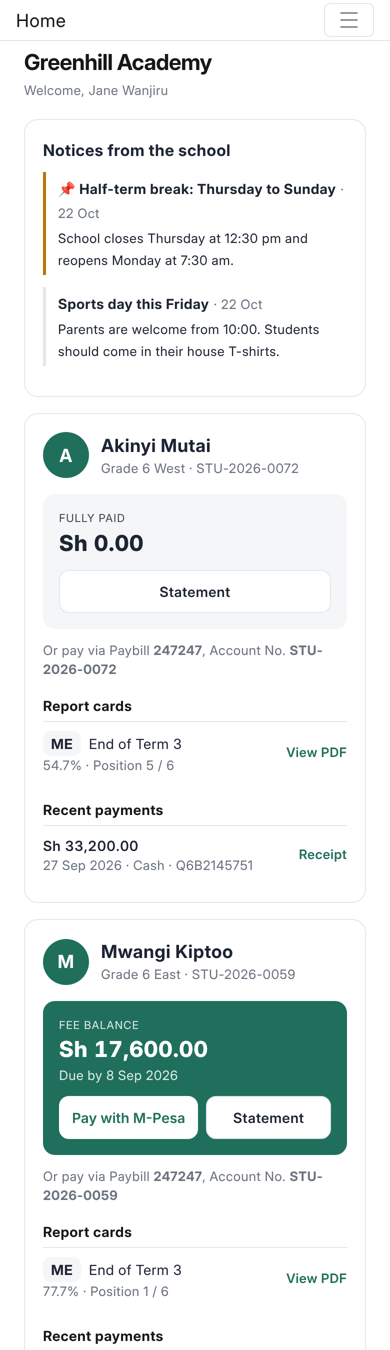 Home
Greenhill Academy
Welcome, Jane Wanjiru
Notices from the school
📌 Half-term break: Thursday to Sunday ·
22 Oct
School closes Thursday at 12:30 pm and
reopens Monday at 7:30 am.
Sports day this Friday · 22 Oct
Parents are welcome from 10:00. Students
should come in their house T-shirts.
A
Akinyi Mutai
Grade 6 West · STU-2026-0072
FULLY PAID
Sh 0.00
Statement
Or pay via Paybill 247247, Account No. STU-
2026-0072
Report cards
ME End of Term 3
54.7% · Position 5 / 6
View PDF
Recent payments
Sh 33,200.00
27 Sep 2026 · Cash · Q6B2145751
Receipt
M
Mwangi Kiptoo
Grade 6 East · STU-2026-0059
FEE BALANCE
Sh 17,600.00
Due by 8 Sep 2026
Pay with M-Pesa
Statement
Or pay via Paybill 247247, Account No. STU-
2026-0059
Report cards
ME End of Term 3
77.7% · Position 1 / 6
View PDF
Recent payments